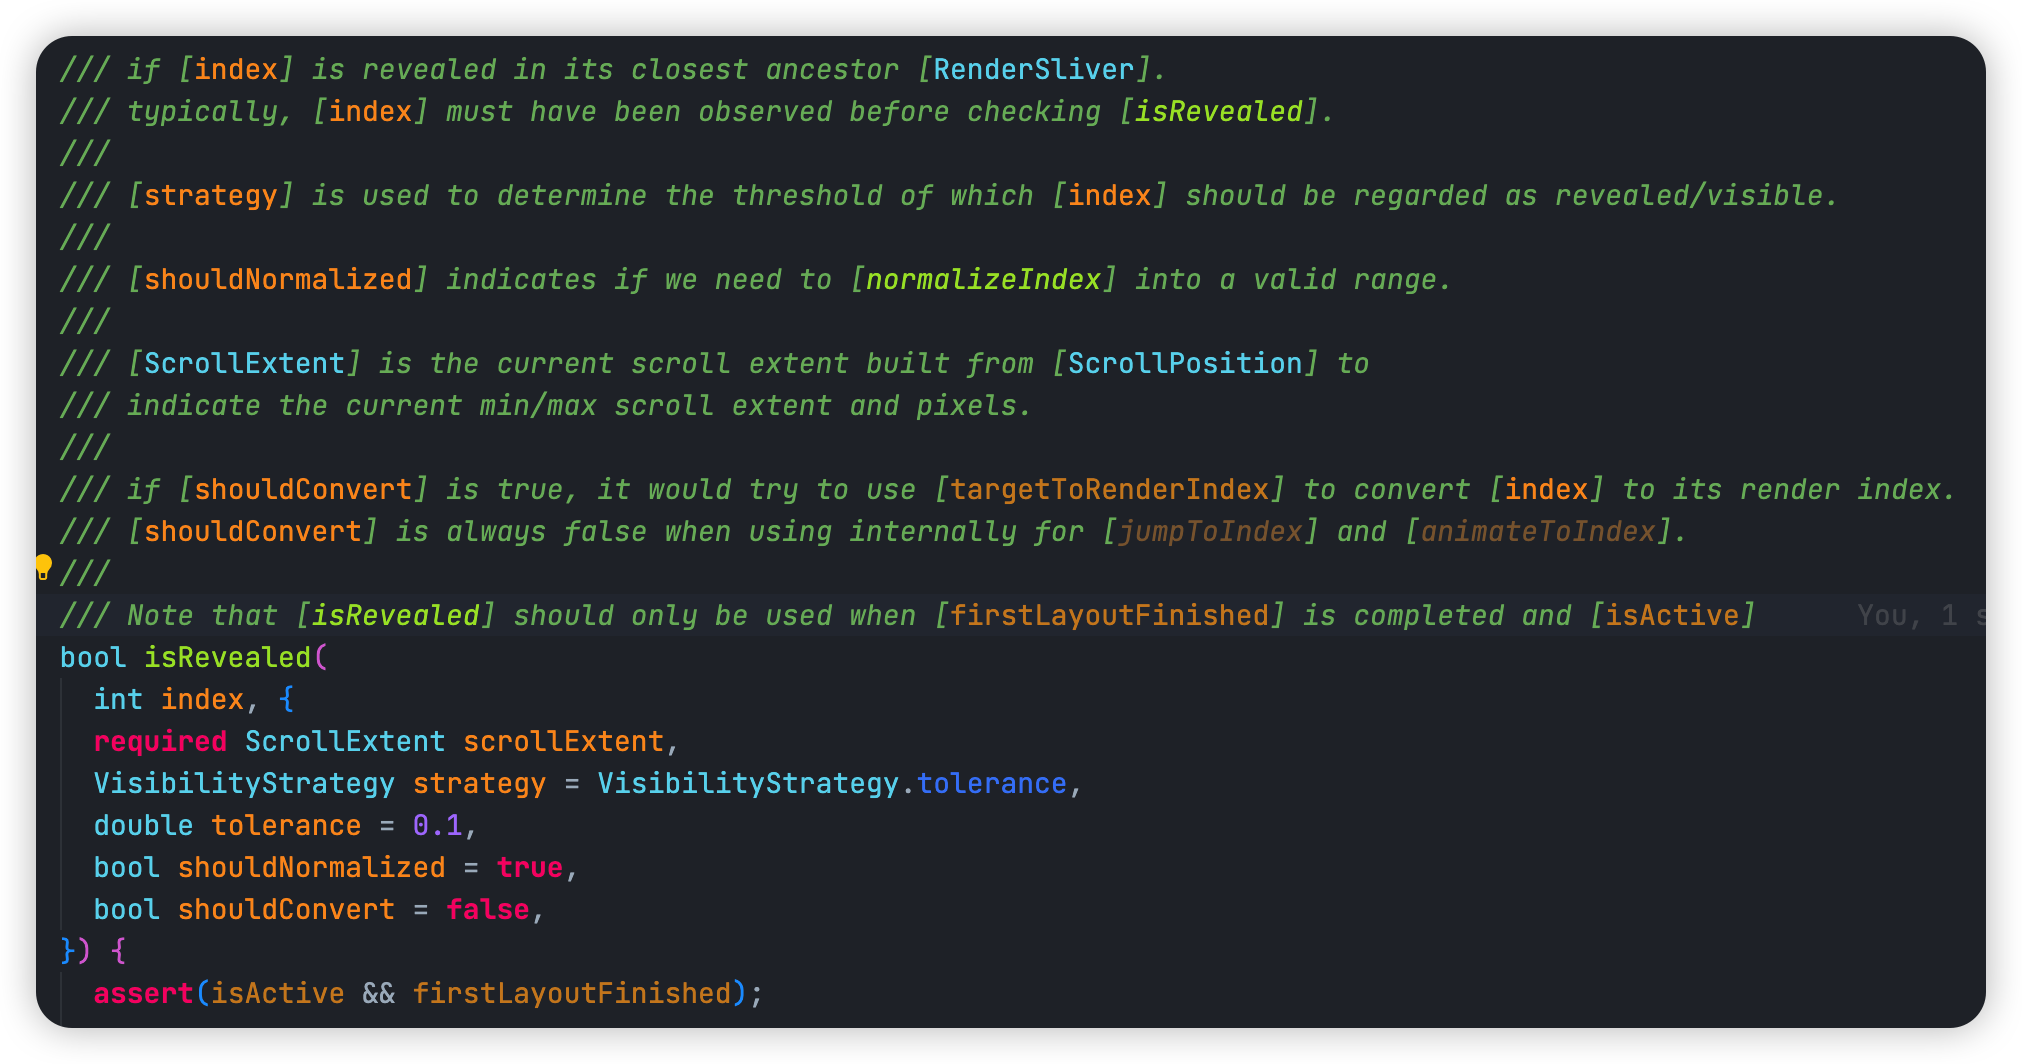 /// if [index] is revealed in its closest ancestor [RenderSliver].
/// typically, [index] must have been observed before checking [isRevealed].
///
/// [strategy] is used to determine the threshold of which [index] should be regarded as revealed/visible.
///
/// [shouldNormalized] indicates if we need to [normalizeIndex] into a valid range.
///
/// [ScrollExtent] is the current scroll extent built from [ScrollPosition] to
/// indicate the current min/max scroll extent and pixels.
///
/// if [shouldConvert] is true, it would try to use [targetToRenderIndex] to convert [index] to its render index.
/// [shouldConvert] is always false when using internally for [jumpToIndex] and [animateToIndex].
///
/// Note that [isRevealed] should only be used when [firstLayoutFinished] is completed and [isActive] You, 1 s
bool isRevealed(
  int index, {
  required ScrollExtent scrollExtent,
  VisibilityStrategy strategy = VisibilityStrategy.tolerance,
  double tolerance = 0.1,
  bool shouldNormalized = true,
  bool shouldConvert = false,
}) {
  assert(isActive && firstLayoutFinished);